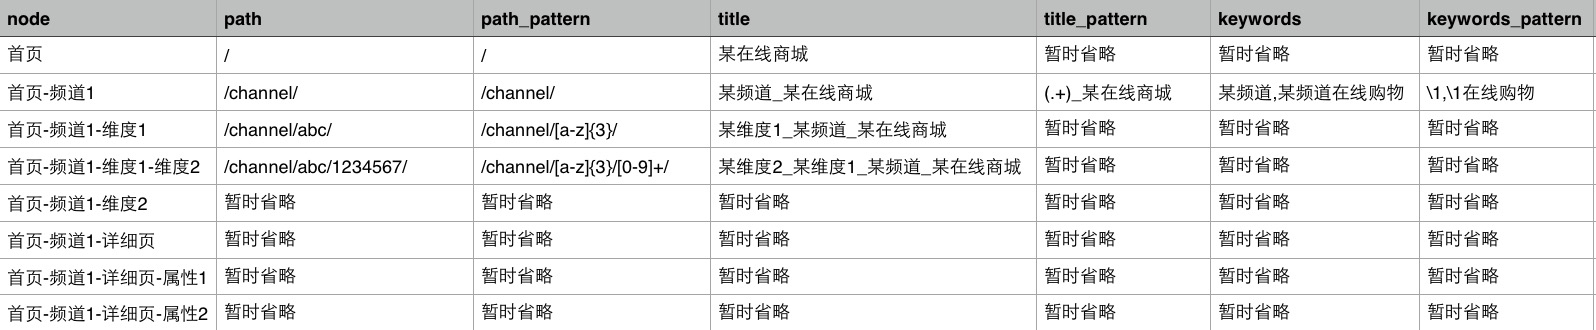 node path path_pattern title title_pattern keywords keywords_pattern
首页 / / 某在线商城 暂时省略 暂时省略 暂时省略
首页-频道1 /channel/ /channel/ 某频道_某在线商城 (.+)_某在线商城 某频道,某频道在线购物 \1,\1在线购物
首页-频道1-维度1 /channel/abc/ /channel/[a-z]{3}/ 某维度1_某频道_某在线商城 暂时省略 暂时省略 暂时省略
首页-频道1-维度1-维度2 /channel/abc/1234567/ /channel/[a-z]{3}/[0-9]+/ 某维度2_某维度1_某频道_某在线商城 暂时省略 暂时省略 暂时省略
首页-频道1-维度2 暂时省略 暂时省略 暂时省略 暂时省略 暂时省略 暂时省略
首页-频道1-详细页 暂时省略 暂时省略 暂时省略 暂时省略 暂时省略 暂时省略
首页-频道1-详细页-属性1 暂时省略 暂时省略 暂时省略 暂时省略 暂时省略 暂时省略
首页-频道1-详细页-属性2 暂时省略 暂时省略 暂时省略 暂时省略 暂时省略 暂时省略